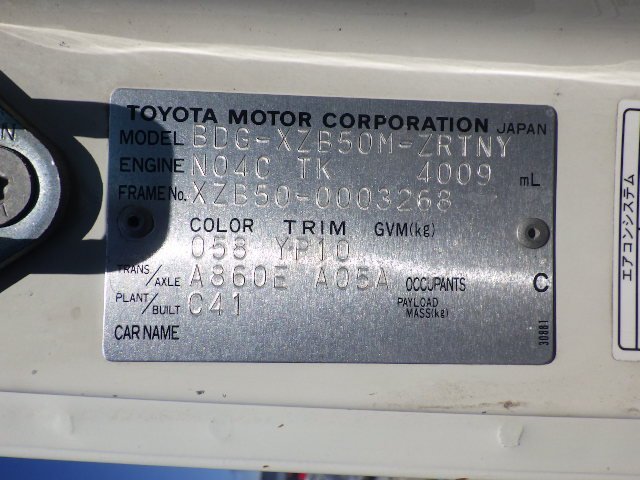 TOYOTA MOTOR CORPORATION JAPAN
MODEL BDG-XZB50M-ZRTNY
ENGINE N04C TK 4009 mL
FRAME No. XZB50-0003268
COLOR TRIM GVM(kg)
058 YP10
TRANS/AXLE A860E A05A OCCUPANTS C
PLANT/BUILT C41 PAYLOAD MASS(kg)
CAR NAME
30881
エアコンシステム
N